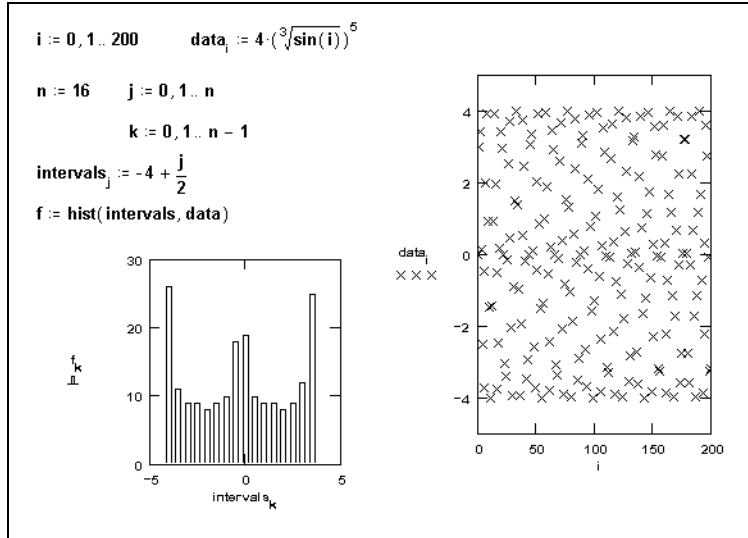 i := 0, 1 .. 200 data_i := 4·(∛sin(i))^5
n := 16 j := 0, 1 .. n
k := 0, 1 .. n − 1
intervals_j := -4 + j/2
f := hist(intervals, data)
30
20
10
0
−5 0 5
f_k
intervals_k
4
2
0
−2
−4
0 50 100 150 200
data_i
i